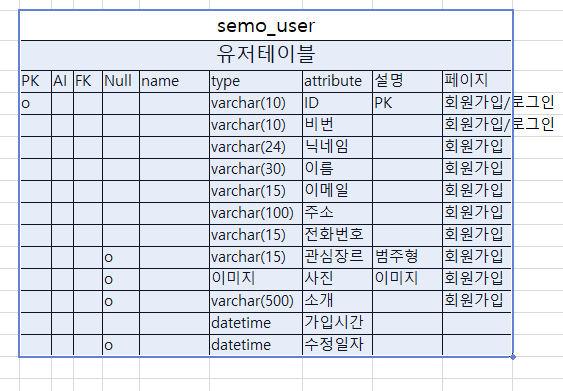 semo_user
유저테이블
PK AI FK Null name type attribute 설명 페이지
o varchar(10) ID PK 회원가입/로그인
varchar(10) 비번 회원가입/로그인
varchar(24) 닉네임 회원가입
varchar(30) 이름 회원가입
varchar(15) 이메일 회원가입
varchar(100) 주소 회원가입
varchar(15) 전화번호 회원가입
o varchar(15) 관심장르 범주형 회원가입
o 이미지 사진 이미지 회원가입
o varchar(500) 소개 회원가입
datetime 가입시간
o datetime 수정일자